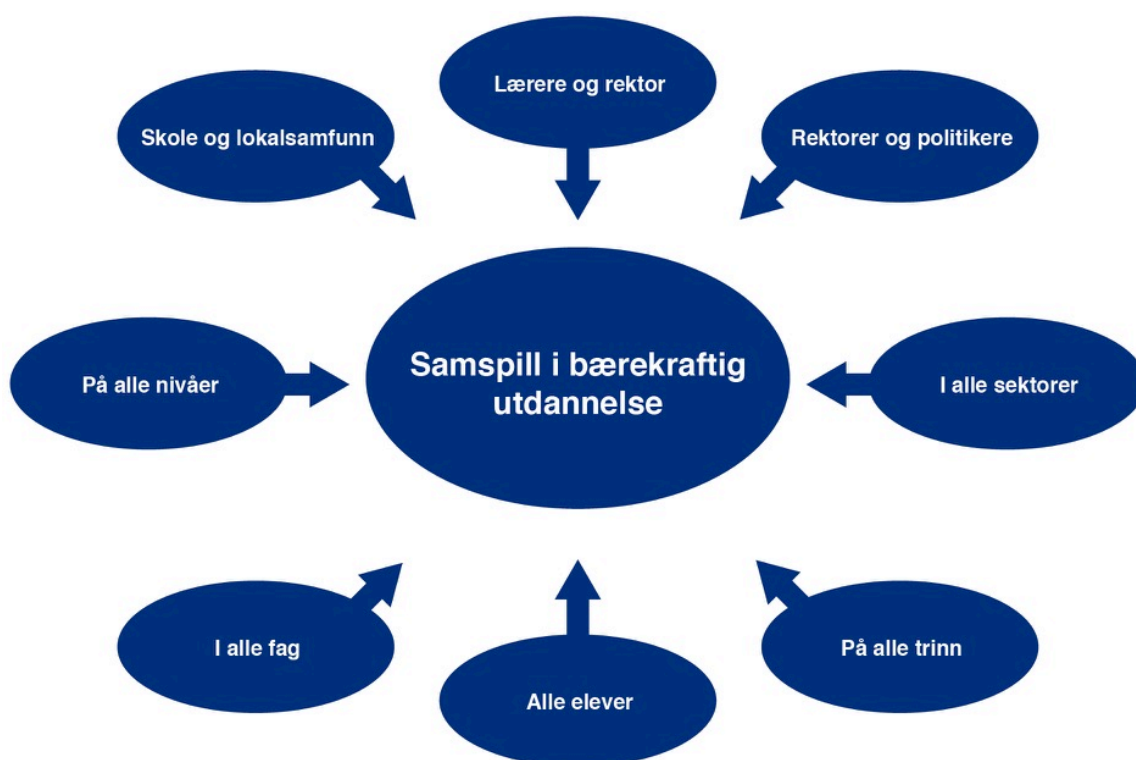 Lærere og rektor
Skole og lokalsamfunn
Rektorer og politikere
Samspill i bærekraftig
utdannelse
På alle nivåer
I alle sektorer
I alle fag
På alle trinn
Alle elever